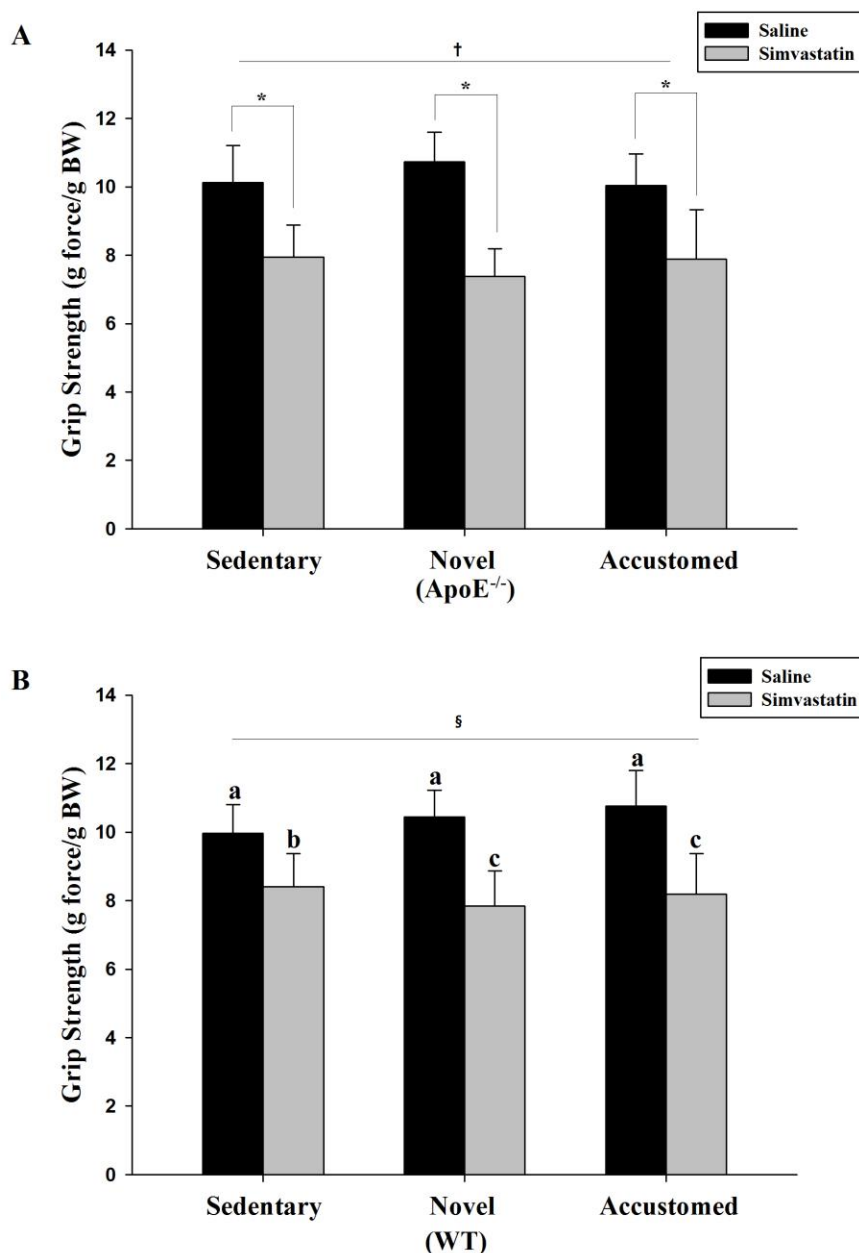 A
Saline
Simvastatin
†
* * *
Grip Strength (g force/g BW)
14
12
10
8
6
4
2
0
Sedentary Novel Accustomed
(ApoE-/-)
B
Saline
Simvastatin
§
a a a
b c c
Grip Strength (g force/g BW)
14
12
10
8
6
4
2
0
Sedentary Novel Accustomed
(WT)